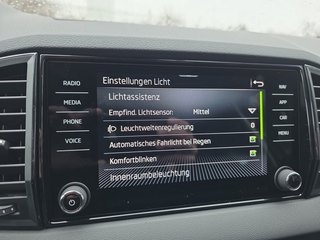 Einstellungen Licht
RADIO
MEDIA
PHONE
VOICE
Lichtassistenz
Empfind. Lichtsensor: Mittel
Leuchtweitenregulierung 0
Automatisches Fahrlicht bei Regen
Komfortblinken
Innenraumbeleuchtung
NAV
APP
CAR
MENU